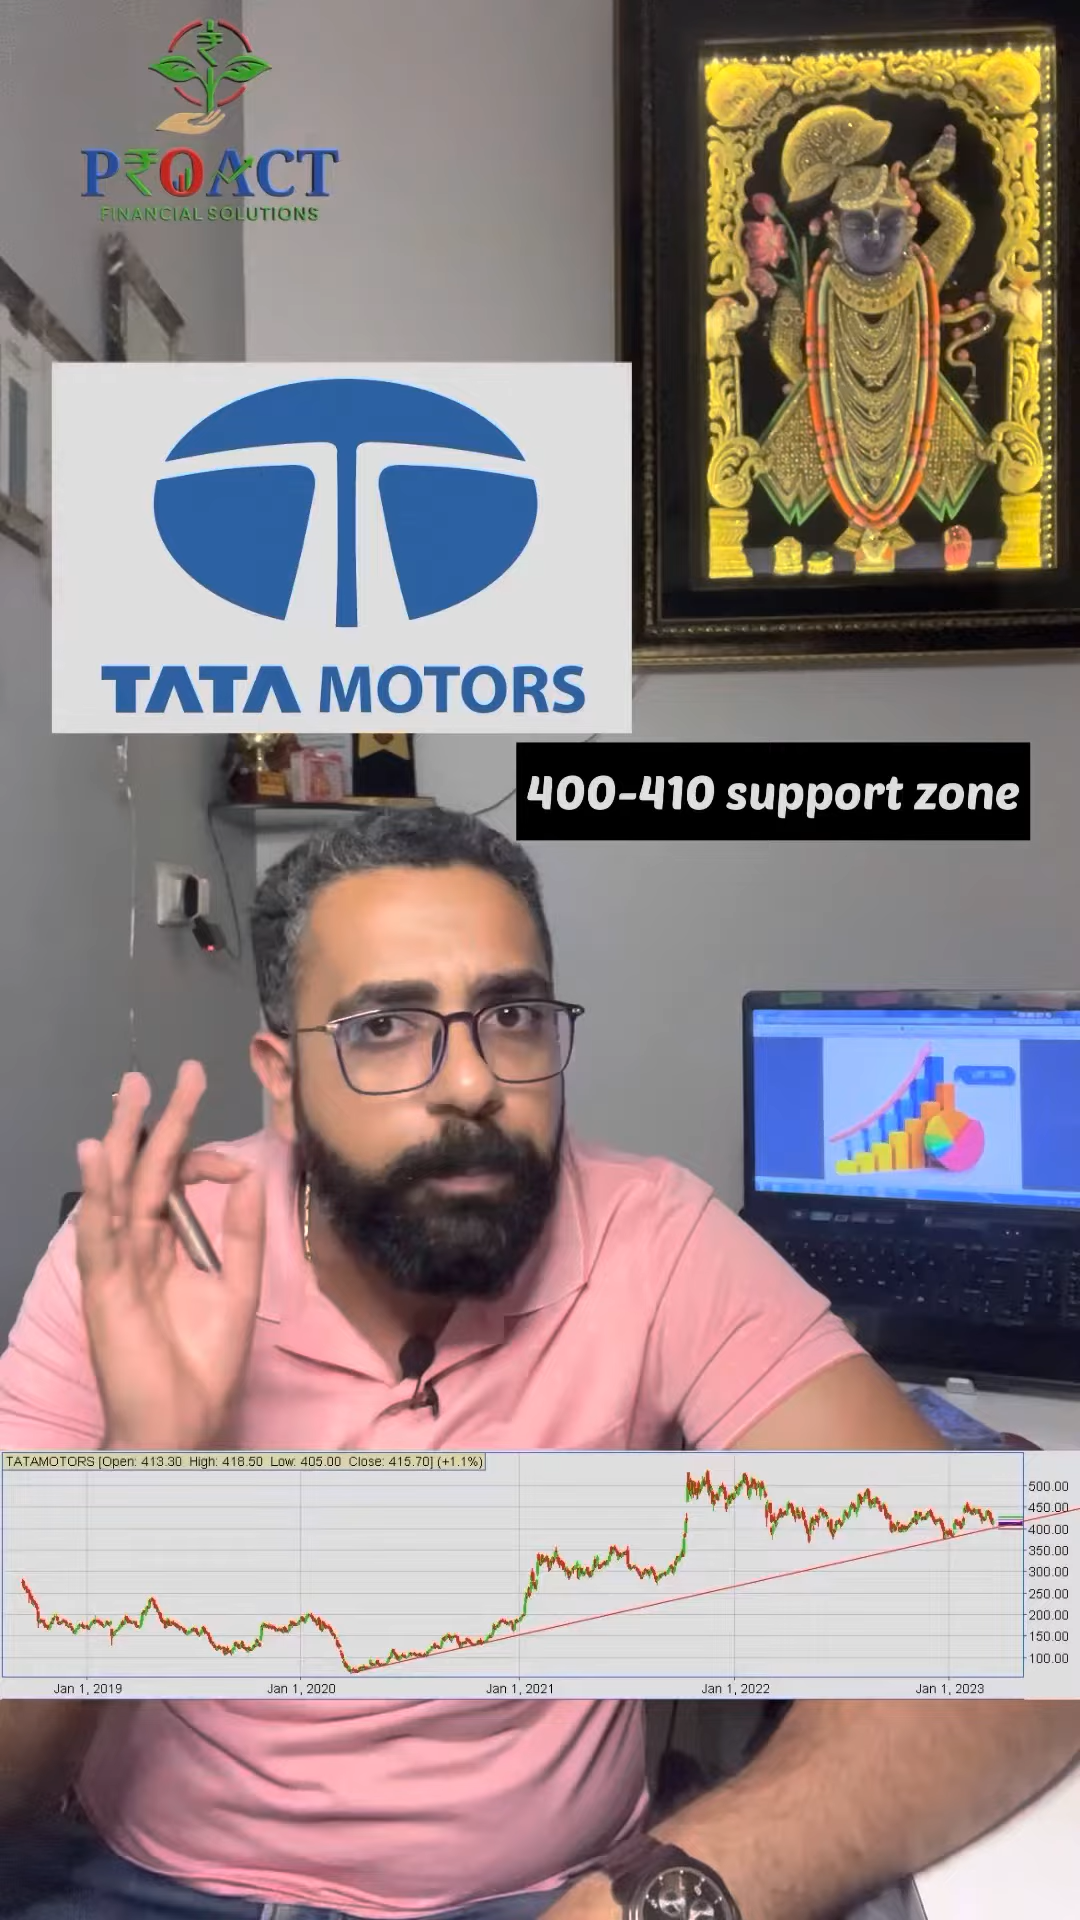 PROACT
FINANCIAL SOLUTIONS
TATA MOTORS
400-410 support zone
TATAMOTORS [Open: 413.30 High: 418.50 Low: 405.00 Close: 415.70] (+1.1%)
500.00
450.00
400.00
350.00
300.00
250.00
200.00
150.00
100.00
Jan 1, 2019
Jan 1, 2020
Jan 1, 2021
Jan 1, 2022
Jan 1, 2023